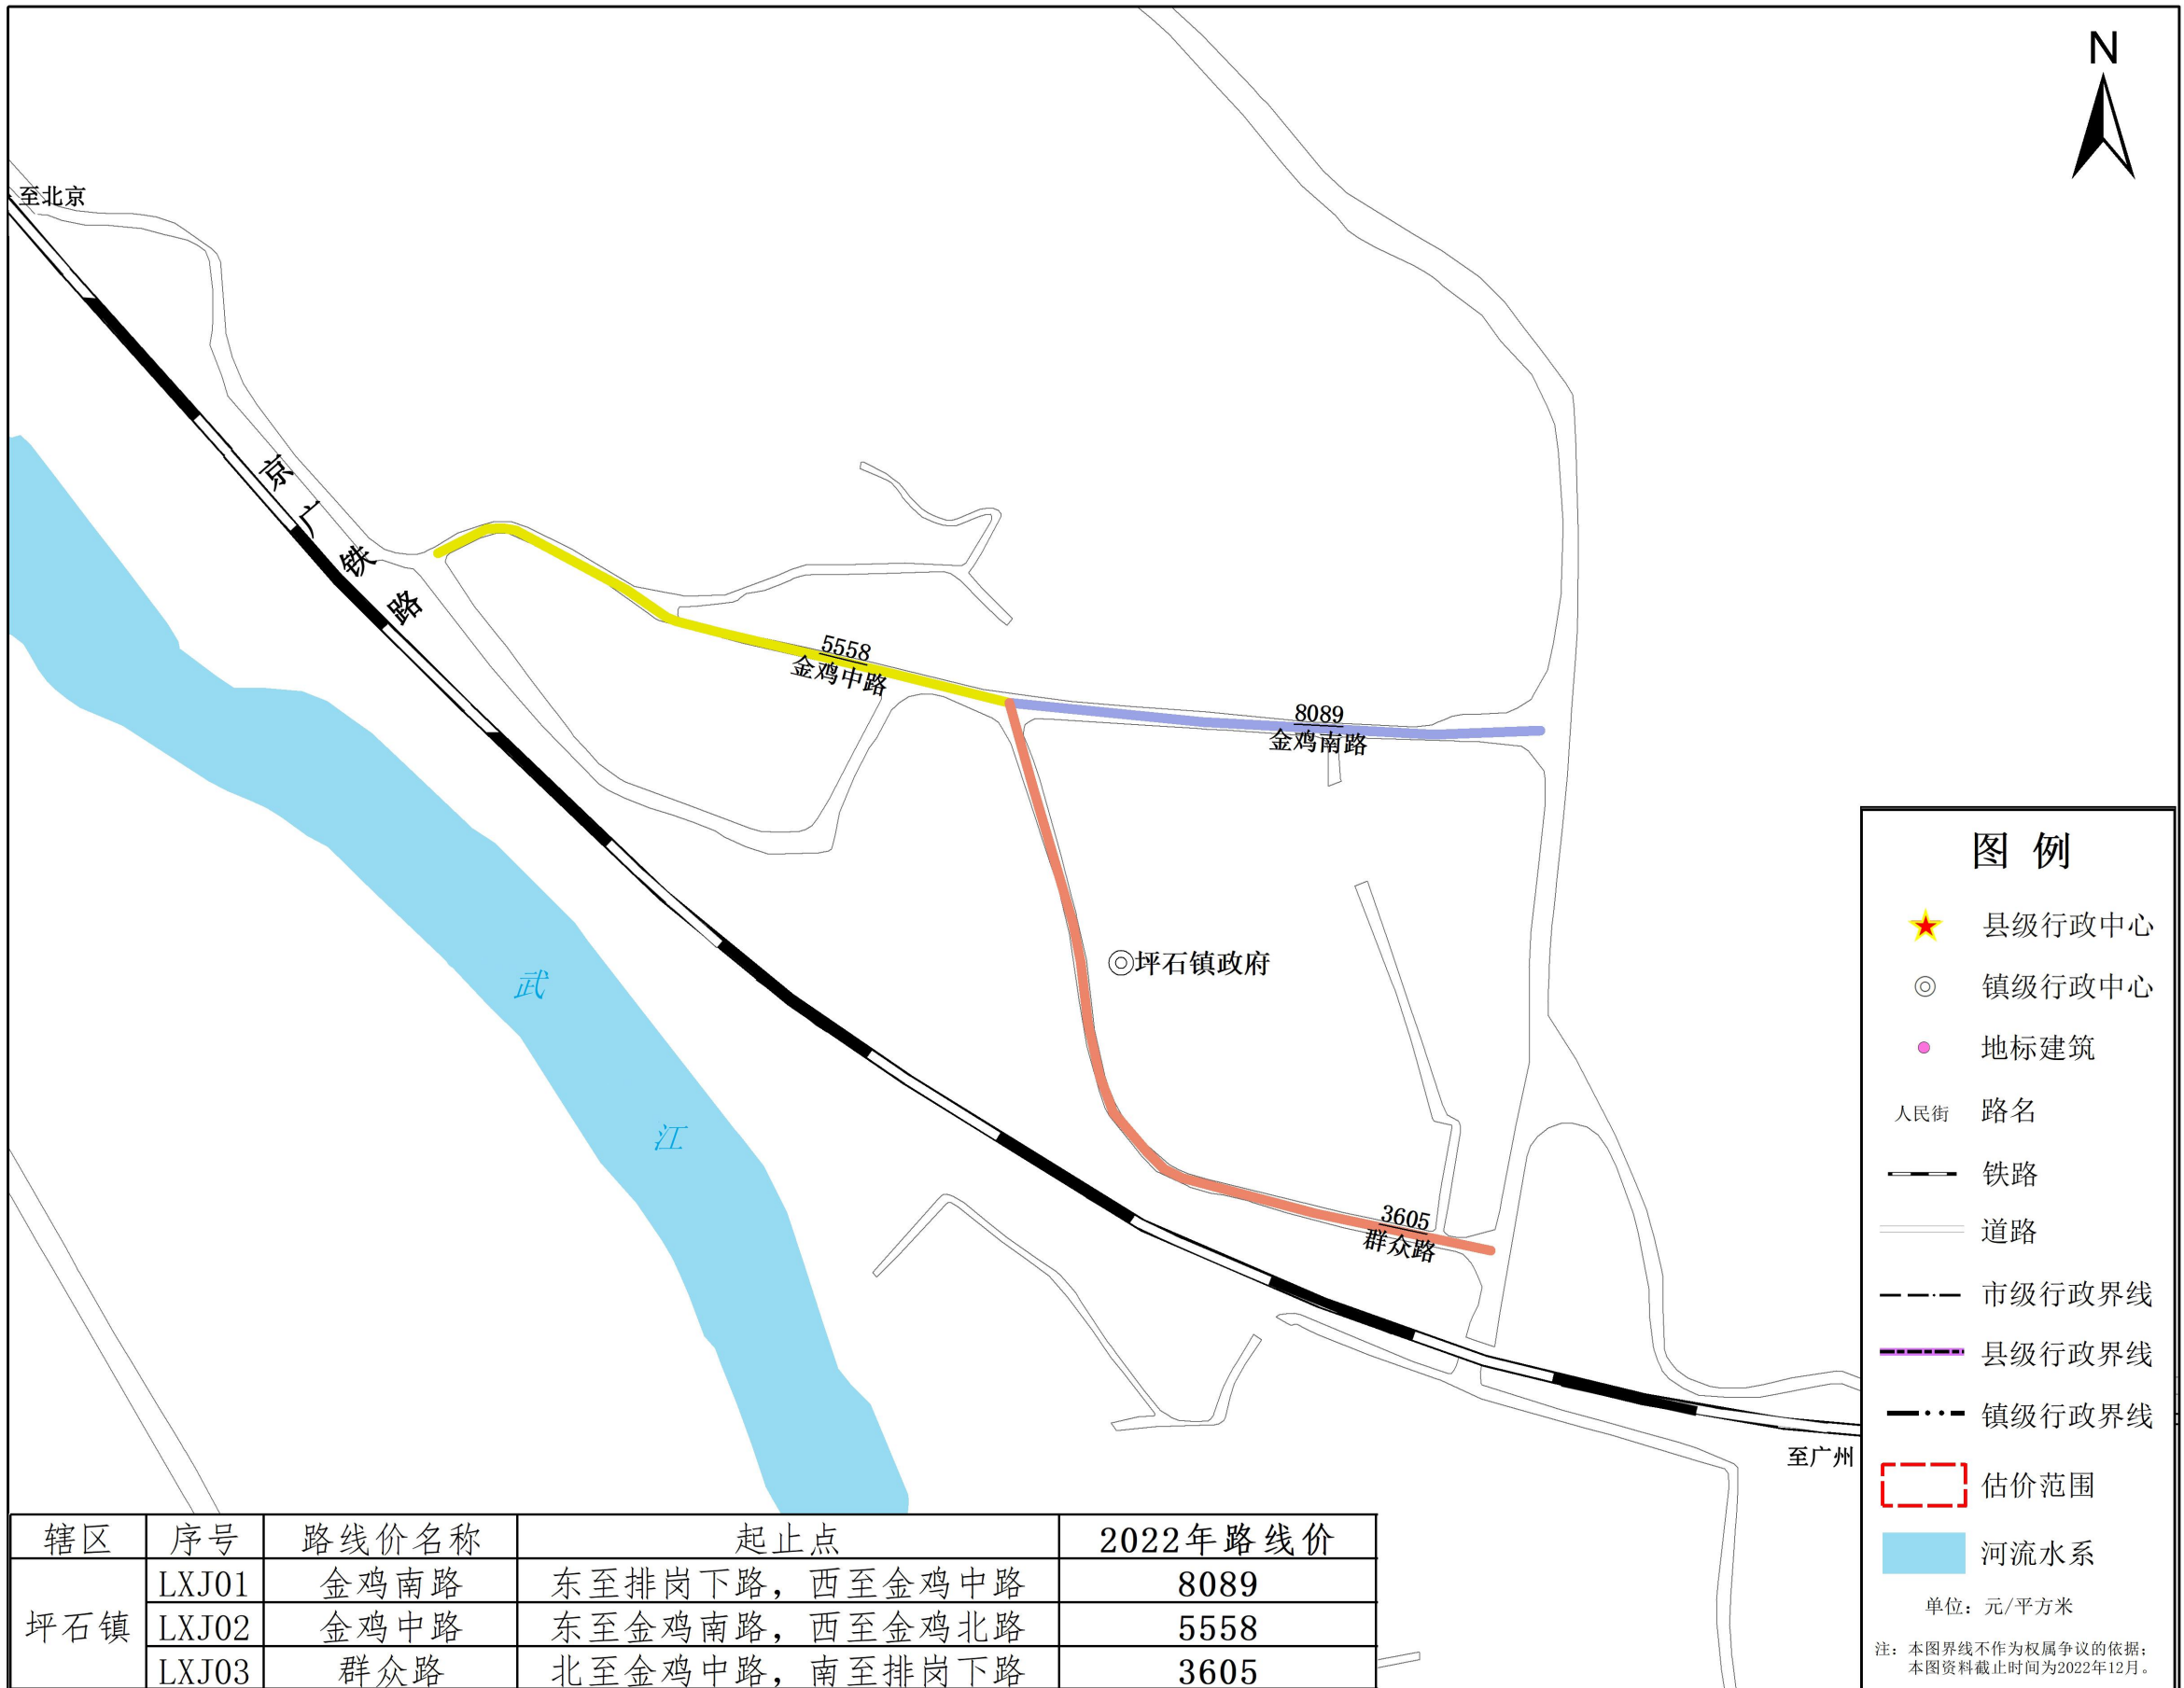 N
至北京
京广铁路
5558
金鸡中路
8089
金鸡南路
坪石镇政府
武江
3605
群众路
至广州
图 例
县级行政中心
镇级行政中心
地标建筑
人民街 路名
铁路
道路
市级行政界线
县级行政界线
镇级行政界线
估价范围
河流水系
单位：元/平方米
注：本图界线不作为权属争议的依据；
本图资料截止时间为2022年12月。
辖区 序号 路线价名称 起止点 2022年路线价
坪石镇
LXJ01 金鸡南路 东至排岗下路，西至金鸡中路 8089
LXJ02 金鸡中路 东至金鸡南路，西至金鸡北路 5558
LXJ03 群众路 北至金鸡中路，南至排岗下路 3605